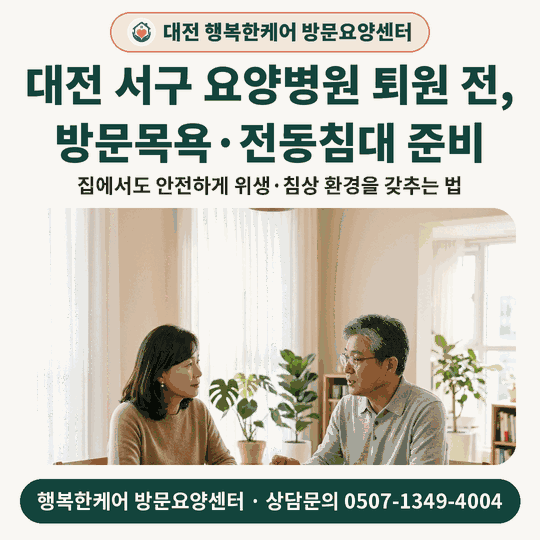 대전 행복한케어 방문요양센터
대전 서구 요양병원 퇴원 전,
방문목욕·전동침대 준비
집에서도 안전하게 위생·침상 환경을 갖추는 법
행복한케어 방문요양센터 · 상담문의 0507-1349-4004